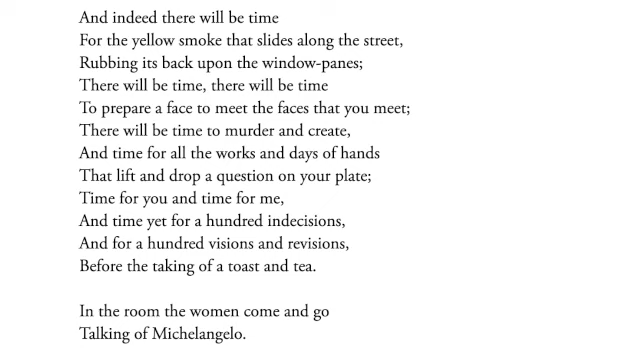 And indeed there will be time
For the yellow smoke that slides along the street,
Rubbing its back upon the window-panes;
There will be time, there will be time
To prepare a face to meet the faces that you meet;
There will be time to murder and create,
And time for all the works and days of hands
That lift and drop a question on your plate;
Time for you and time for me,
And time yet for a hundred indecisions,
And for a hundred visions and revisions,
Before the taking of a toast and tea.

In the room the women come and go
Talking of Michelangelo.